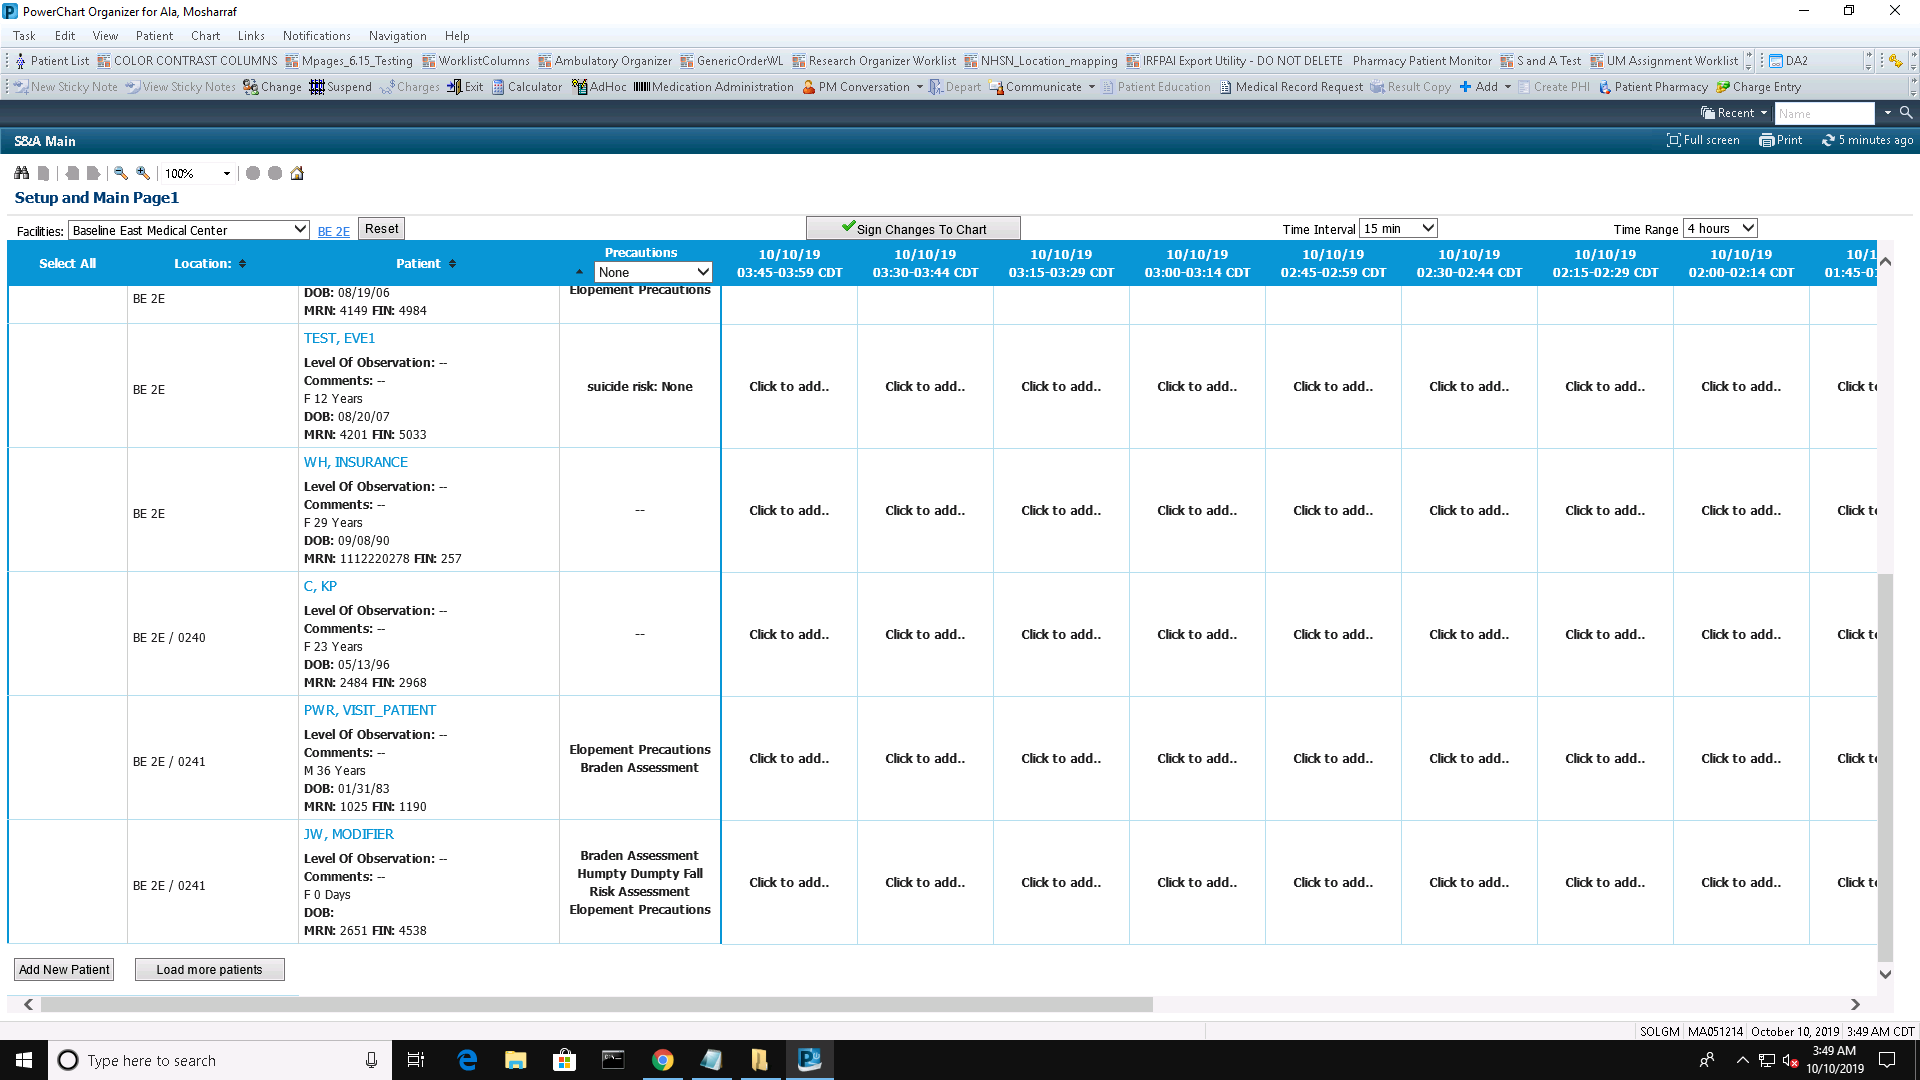 PowerChart Organizer for Ala, Mosharraf
Task Edit View Patient Chart Links Notifications Navigation Help
Patient List COLOR CONTRAST COLUMNS Mpages_6.15_Testing WorklistColumns Ambulatory Organizer GenericOrderWL Research Organizer Worklist NHSN_Location_mapping IRFPAI Export Utility - DO NOT DELETE Pharmacy Patient Monitor S and A Test UM Assignment Worklist DA2
New Sticky Note View Sticky Notes Change Suspend Charges Exit Calculator AdHoc Medication Administration PM Conversation Depart Communicate Patient Education Medical Record Request Result Copy Add Create PHI Patient Pharmacy Charge Entry
Recent Name
S&A Main Full screen Print 5 minutes ago
100%
Setup and Main Page1
Facilities: Baseline East Medical Center BE 2E Reset Sign Changes To Chart Time Interval 15 min Time Range 4 hours
Select All Location: Patient Precautions None
10/10/19 10/10/19 10/10/19 10/10/19 10/10/19 10/10/19 10/10/19 10/10/19 10/1
03:45-03:59 CDT 03:30-03:44 CDT 03:15-03:29 CDT 03:00-03:14 CDT 02:45-02:59 CDT 02:30-02:44 CDT 02:15-02:29 CDT 02:00-02:14 CDT 01:45-0
BE 2E
DOB: 08/19/06
MRN: 4149 FIN: 4984
Elopement Precautions
BE 2E
TEST, EVE1
Level Of Observation: --
Comments: --
F 12 Years
DOB: 08/20/07
MRN: 4201 FIN: 5033
suicide risk: None
Click to add.. Click to add.. Click to add.. Click to add.. Click to add.. Click to add.. Click to add.. Click to add.. Click t
BE 2E
WH, INSURANCE
Level Of Observation: --
Comments: --
F 29 Years
DOB: 09/08/90
MRN: 1112220278 FIN: 257
--
Click to add.. Click to add.. Click to add.. Click to add.. Click to add.. Click to add.. Click to add.. Click to add.. Click t
BE 2E / 0240
C, KP
Level Of Observation: --
Comments: --
F 23 Years
DOB: 05/13/96
MRN: 2484 FIN: 2968
--
Click to add.. Click to add.. Click to add.. Click to add.. Click to add.. Click to add.. Click to add.. Click to add.. Click t
BE 2E / 0241
PWR, VISIT_PATIENT
Level Of Observation: --
Comments: --
M 36 Years
DOB: 01/31/83
MRN: 1025 FIN: 1190
Elopement Precautions
Braden Assessment
Click to add.. Click to add.. Click to add.. Click to add.. Click to add.. Click to add.. Click to add.. Click to add.. Click t
BE 2E / 0241
JW, MODIFIER
Level Of Observation: --
Comments: --
F 0 Days
DOB:
MRN: 2651 FIN: 4538
Braden Assessment
Humpty Dumpty Fall
Risk Assessment
Elopement Precautions
Click to add.. Click to add.. Click to add.. Click to add.. Click to add.. Click to add.. Click to add.. Click to add.. Click t
Add New Patient Load more patients
SOLGM MA051214 October 10, 2019 3:49 AM CDT
Type here to search
3:49 AM
10/10/2019